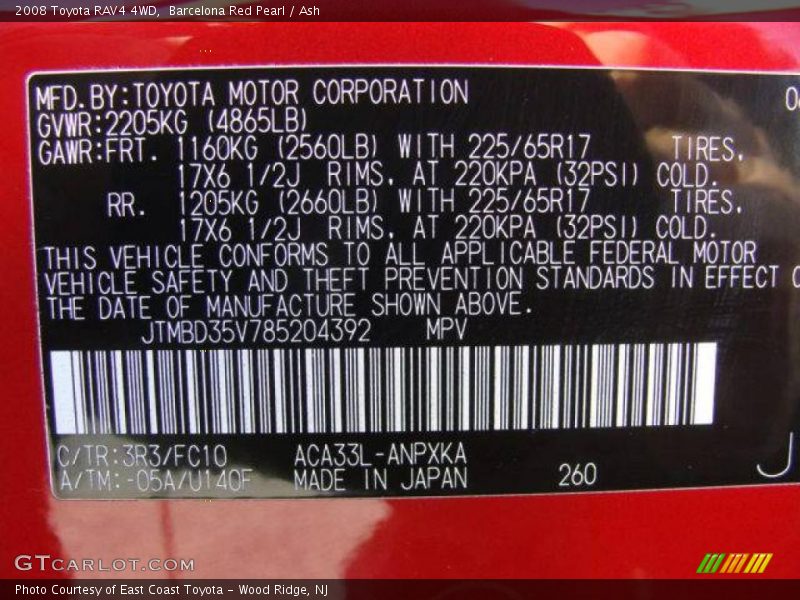 2008 Toyota RAV4 4WD, Barcelona Red Pearl / Ash
MFD.BY:TOYOTA MOTOR CORPORATION
GVWR:2205KG (4865LB)
GAWR:FRT. 1160KG (2560LB) WITH 225/65R17 TIRES,
17X6 1/2J RIMS, AT 220KPA (32PSI) COLD.
RR. 1205KG (2660LB) WITH 225/65R17 TIRES,
17X6 1/2J RIMS, AT 220KPA (32PSI) COLD.
THIS VEHICLE CONFORMS TO ALL APPLICABLE FEDERAL MOTOR
VEHICLE SAFETY AND THEFT PREVENTION STANDARDS IN EFFECT
THE DATE OF MANUFACTURE SHOWN ABOVE.
JTMBD35V785204392 MPV
C/TR:3R3/FC10 ACA33L-ANPXKA
A/TM:-05A/U140F MADE IN JAPAN 260
GTCARLOT.COM
Photo Courtesy of East Coast Toyota - Wood Ridge, NJ